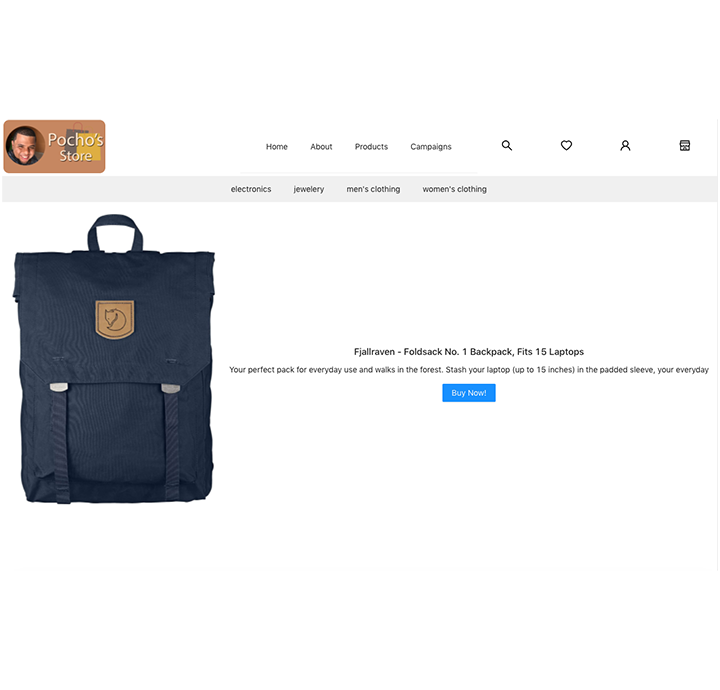 Pocho's
Store
Home About Products Campaigns
electronics jewelery men's clothing women's clothing
Fjallraven - Foldsack No. 1 Backpack, Fits 15 Laptops
Your perfect pack for everyday use and walks in the forest. Stash your laptop (up to 15 inches) in the padded sleeve, your everyday
Buy Now!